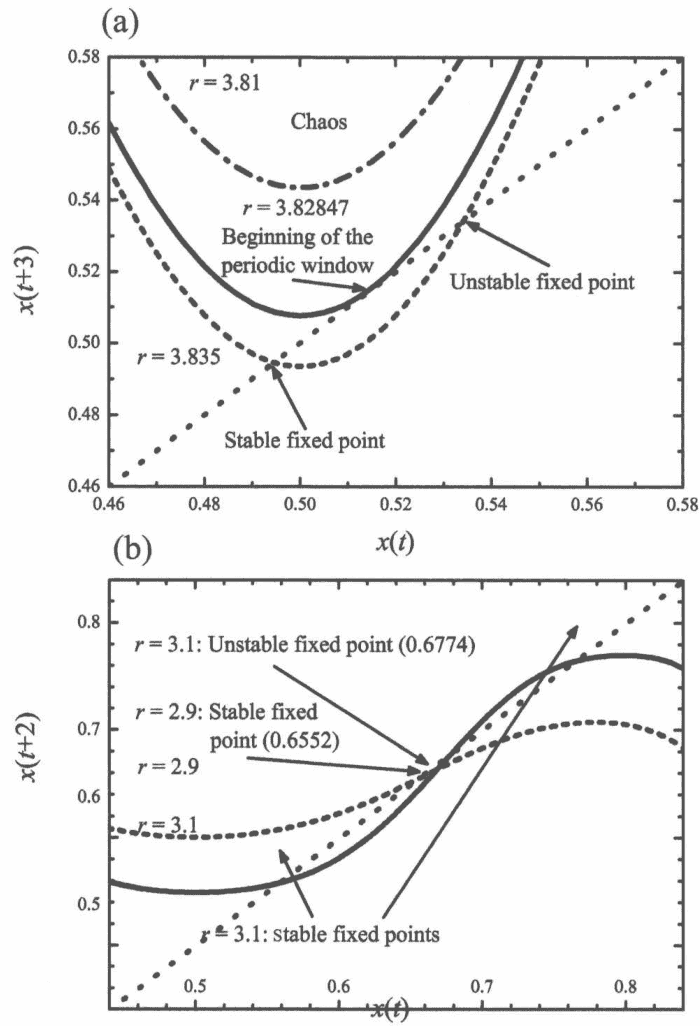 (a)
0.58
r = 3.81
Chaos
0.56
0.54
r = 3.82847
Beginning of the
periodic window
Unstable fixed point
x(t+3)
0.52
0.50
r = 3.835
0.48
Stable fixed point
0.46
0.46
0.48
0.50
0.52
0.54
0.56
0.58
x(t)
(b)
0.8
r = 3.1: Unstable fixed point (0.6774)
r = 2.9: Stable fixed
point (0.6552)
0.7
x(t+2)
r = 2.9
0.6
r = 3.1
0.5
r = 3.1: stable fixed points
0.5
0.6
0.7
0.8
x(t)